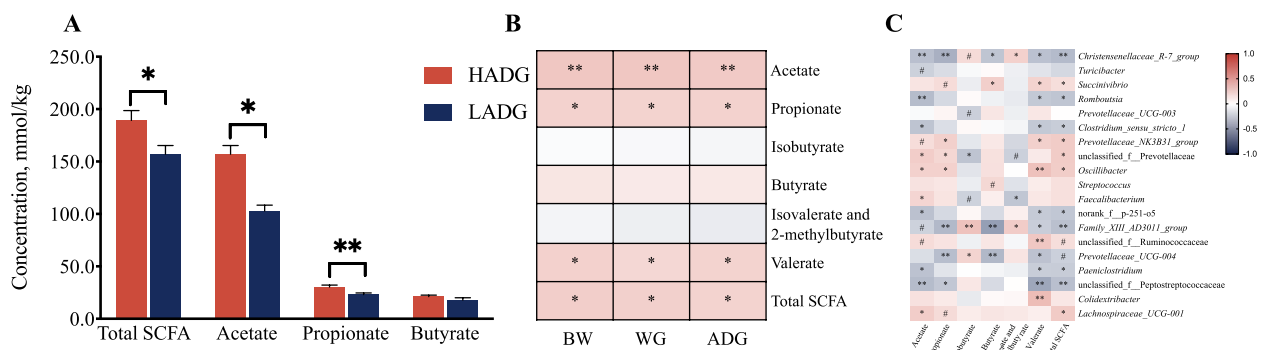 A
Concentration, mmol/kg
250.0
200.0
150.0
100.0
50.0
0.0
*
*
**
Total SCFA
Acetate
Propionate
Butyrate
HADG
LADG
B
** ** ** Acetate
* * * Propionate
Isobutyrate
Butyrate
Isovalerate and
2-methylbutyrate
* * * Valerate
* * * Total SCFA
BW WG ADG
C
** ** # * * * ** Christensenellaceae_R-7_group
# Turicibacter
# * * * Succinivibrio
** * * Romboutsia
# Prevotellaceae_UCG-003
* * * Clostridium_sensu_stricto_1
# * * * Prevotellaceae_NK3B31_group
* * * # * unclassified_f__Prevotellaceae
* * ** * Oscillibacter
# Streptococcus
* # * Faecalibacterium
* * * norank_f__p-251-o5
# ** ** ** * * ** Family_XIII_AD3011_group
# ** # unclassified_f__Ruminococcaceae
** * ** * # Prevotellaceae_UCG-004
* * * Paeniclostridium
** * ** ** unclassified_f__Peptostreptococcaceae
** Colidextribacter
* # * Lachnospiraceae_UCG-001
Acetate
Butyrate
Valerate
1.0
0.5
0
-0.5
-1.0